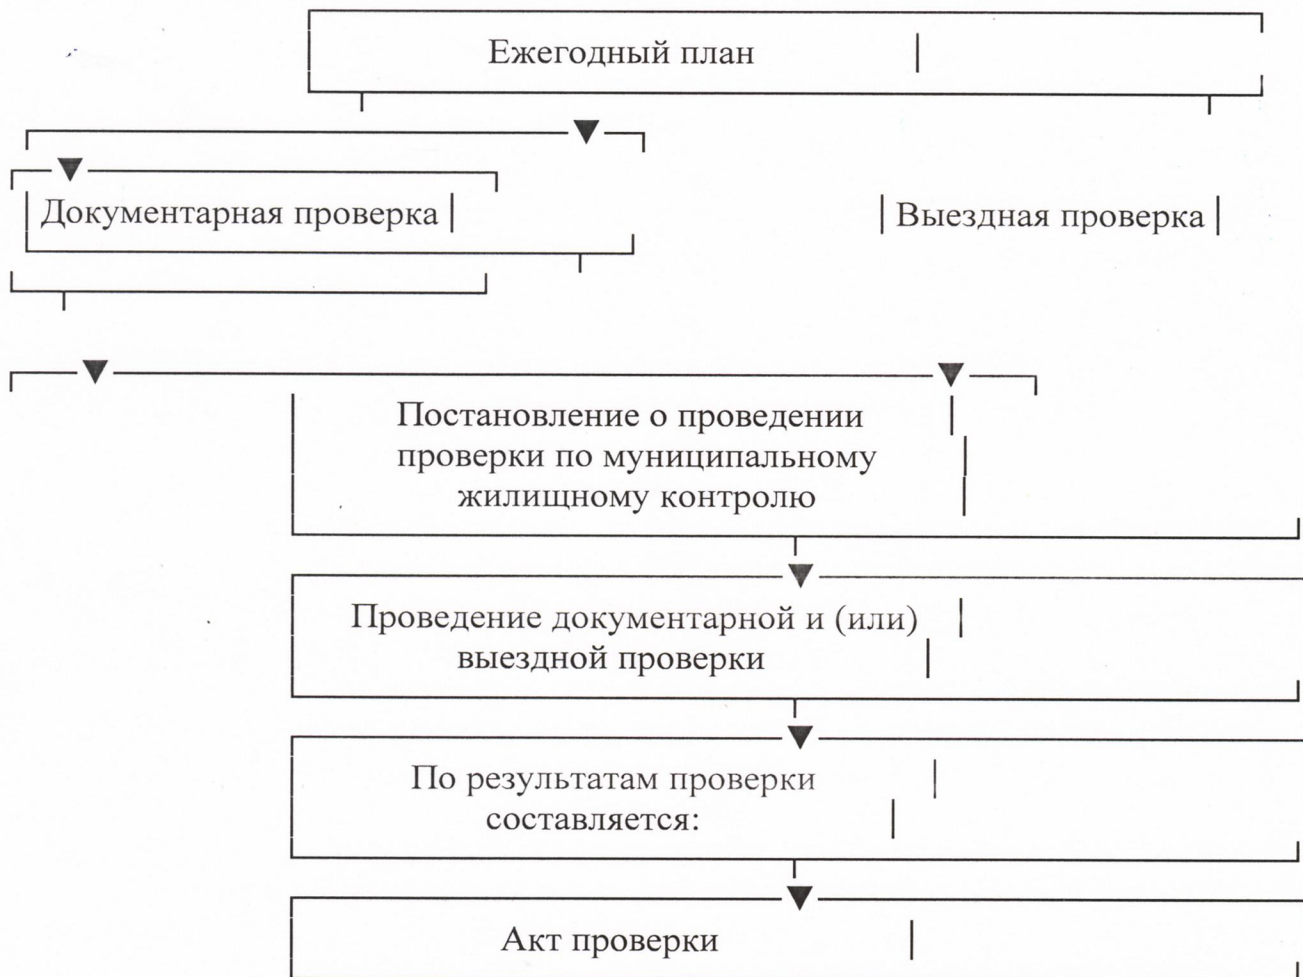 Ежегодный план
Документарная проверка
Выездная проверка
Постановление о проведении
проверки по муниципальному
жилищному контролю
Проведение документарной и (или)
выездной проверки
По результатам проверки
составляется:
Акт проверки